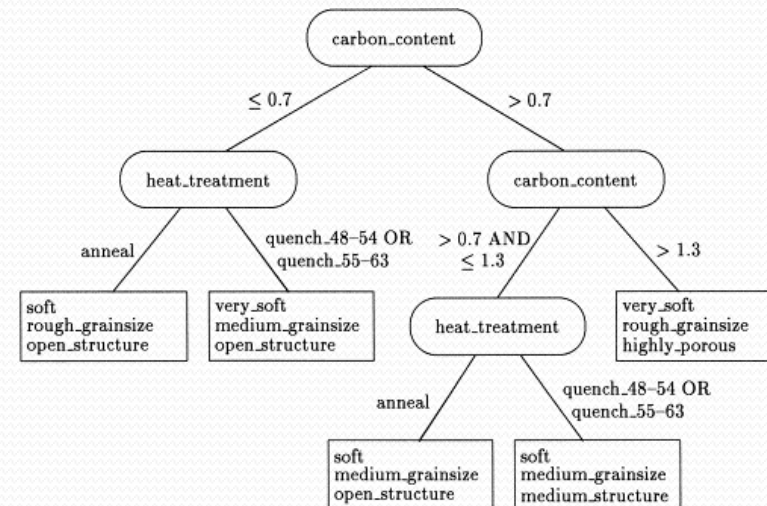 carbon_content
≤ 0.7
> 0.7
heat_treatment
carbon_content
anneal
quench_48–54 OR
quench_55–63
> 0.7 AND
≤ 1.3
> 1.3
soft
rough_grainsize
open_structure
very_soft
medium_grainsize
open_structure
heat_treatment
very_soft
rough_grainsize
highly_porous
anneal
quench_48–54 OR
quench_55–63
soft
medium_grainsize
open_structure
soft
medium_grainsize
medium_structure